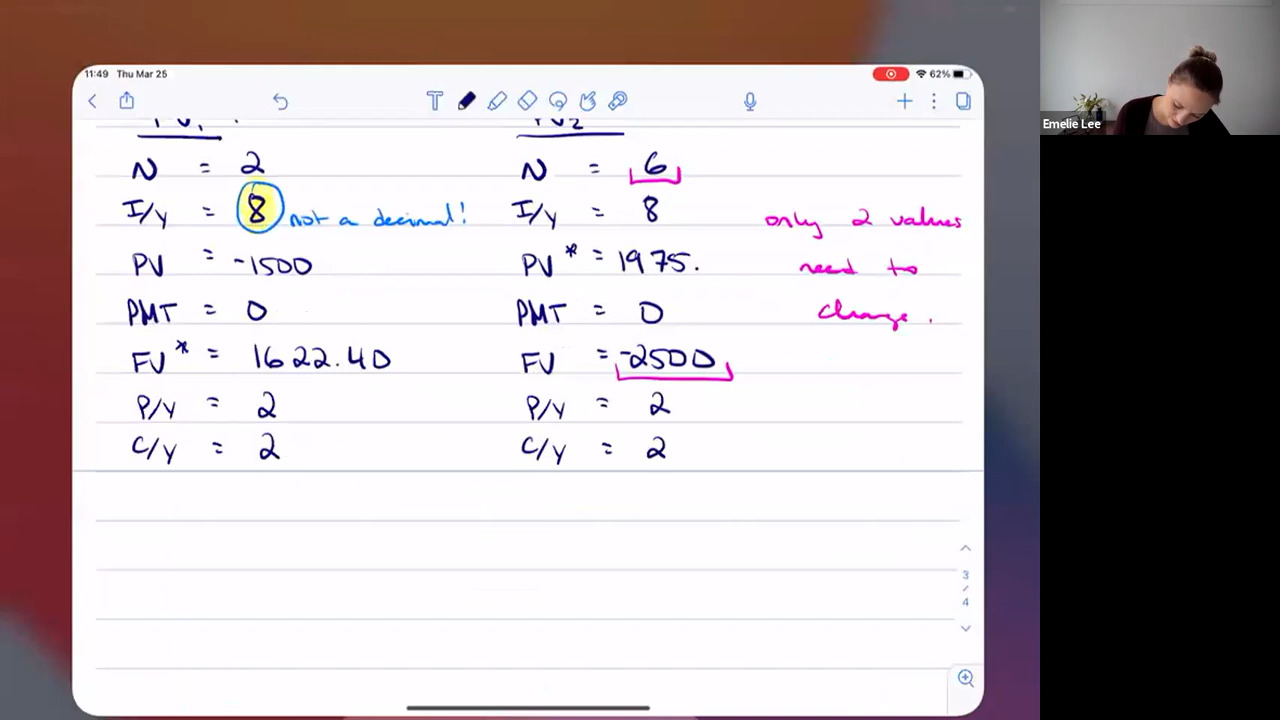 11:49 Thu Mar 25
62%
Emelie Lee
N = 2
I/Y = 8 not a decimal!
PV = -1500
PMT = 0
FV* = 1622.40
P/Y = 2
C/Y = 2
N = 6
I/Y = 8
PV* = 1975.
PMT = 0
FV = -2500
P/Y = 2
C/Y = 2
only 2 values
need to
change.
3
/
4